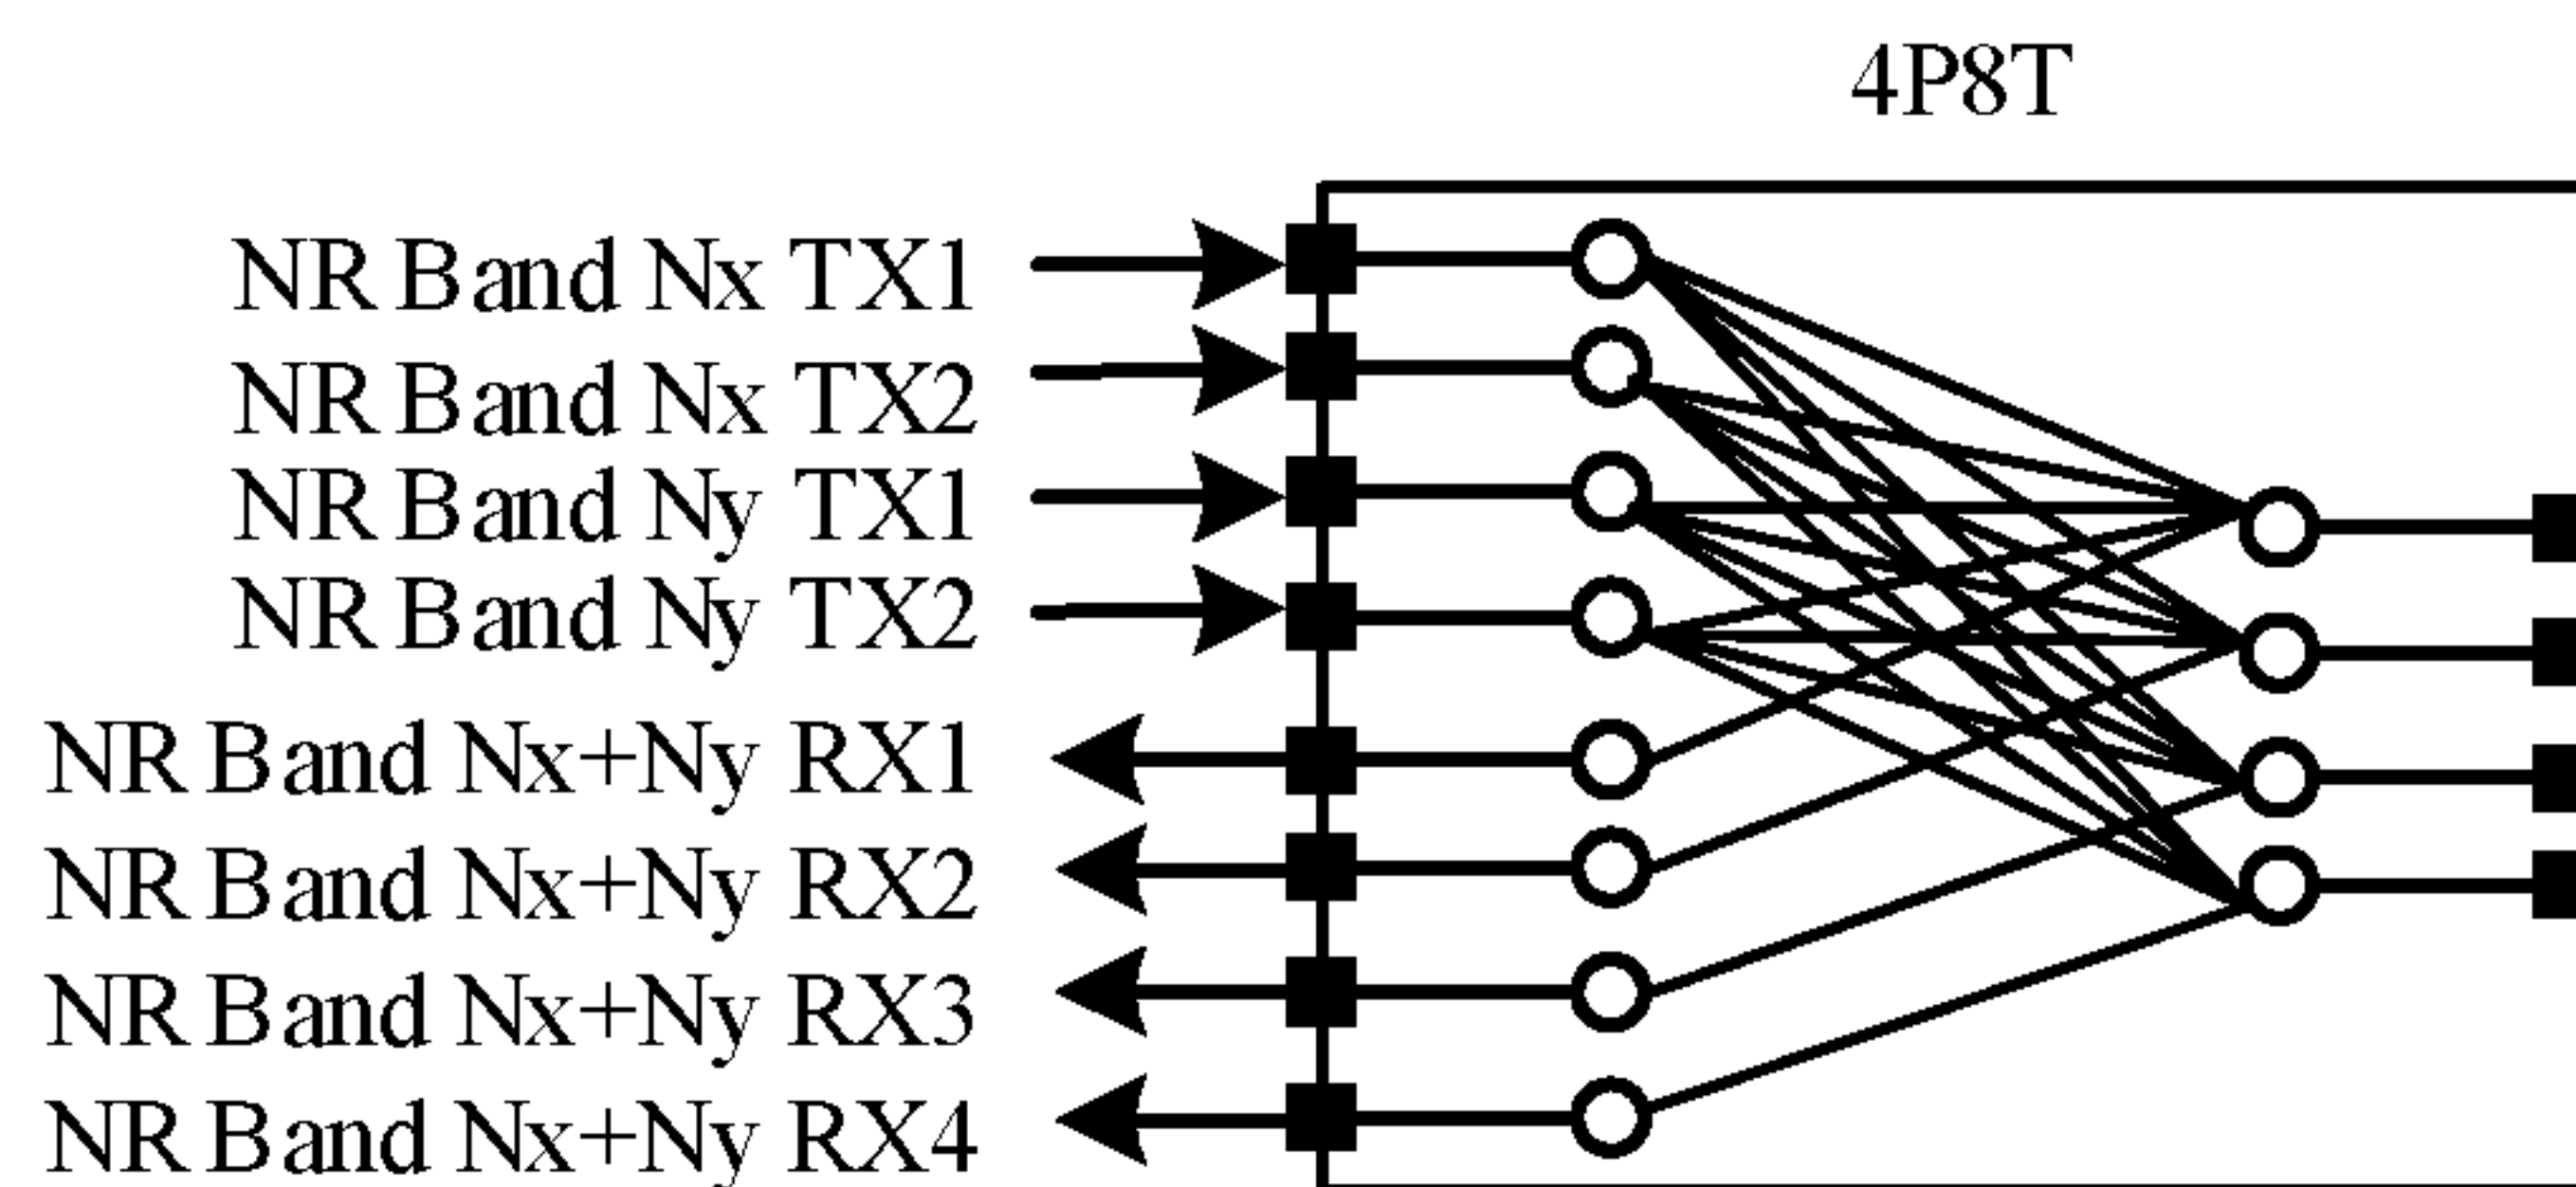 4P8T
NR Band Nx TX1
NR Band Nx TX2
NR Band Ny TX1
NR Band Ny TX2
NR Band Nx+Ny RX1
NR Band Nx+Ny RX2
NR Band Nx+Ny RX3
NR Band Nx+Ny RX4